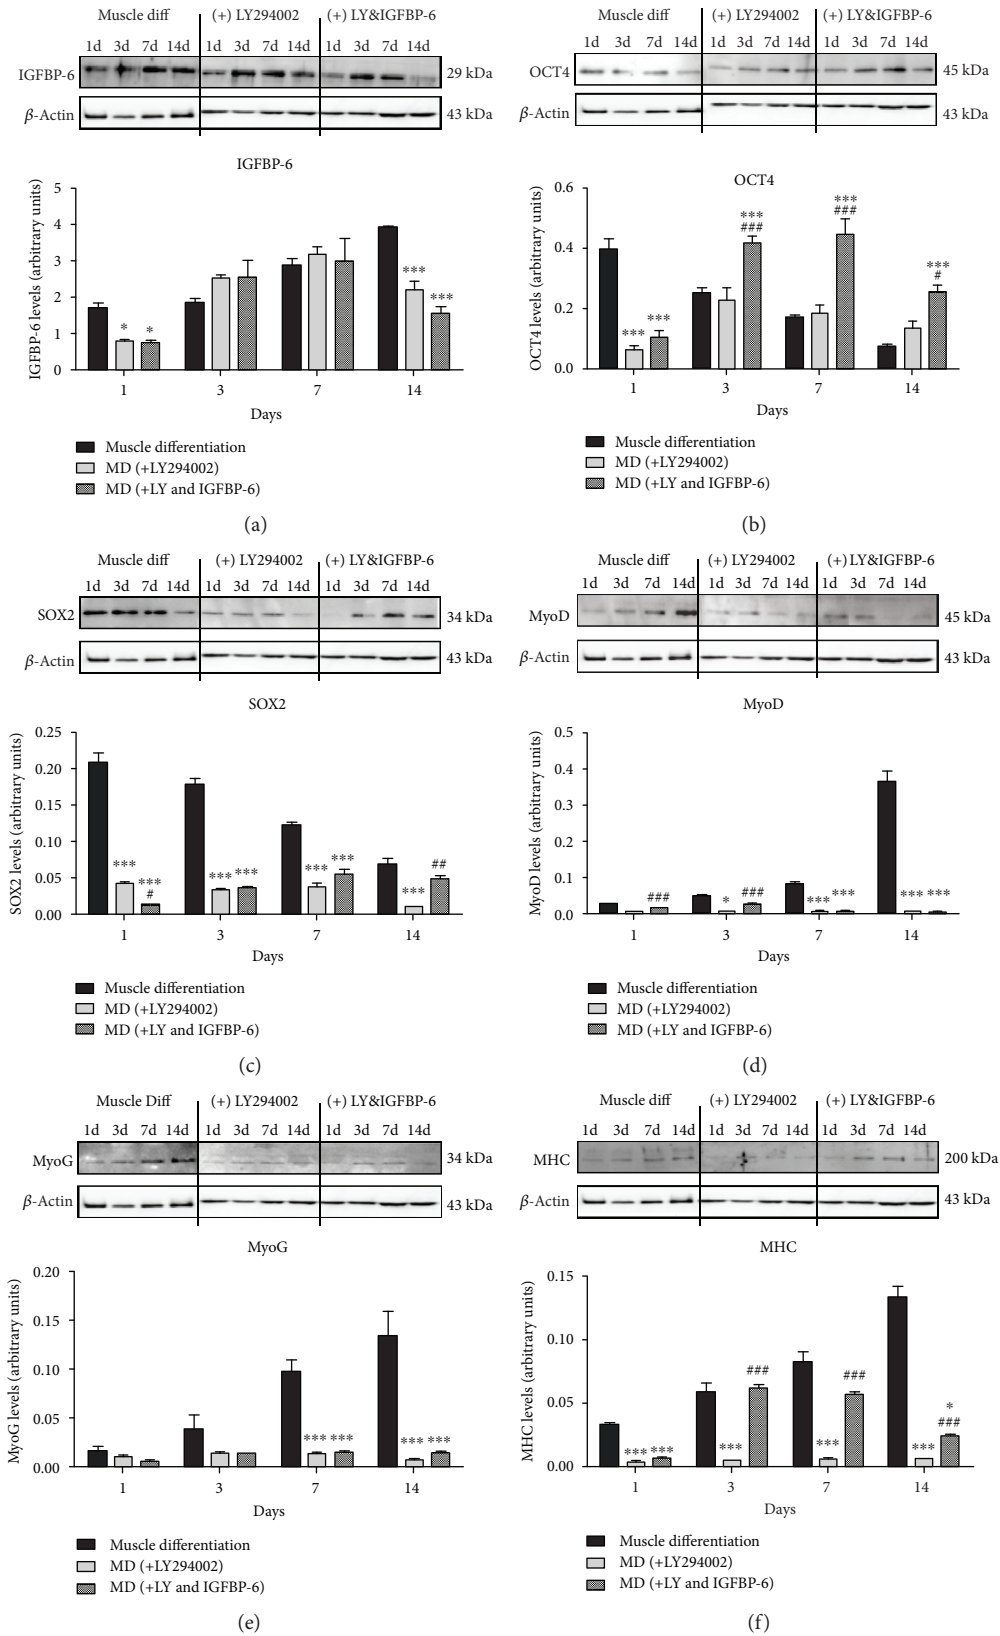 Muscle diff (+) LY294002 (+) LY&IGFBP-6
1d 3d 7d 14d 1d 3d 7d 14d 1d 3d 7d 14d
IGFBP-6 29 kDa
β-Actin 43 kDa
IGFBP-6
IGFBP-6 levels (arbitrary units)
5
4
3
2
1
0
* * *** ***
1 3 7 14
Days
Muscle differentiation
MD (+LY294002)
MD (+LY and IGFBP-6)
(a)
Muscle diff (+) LY294002 (+) LY&IGFBP-6
1d 3d 7d 14d 1d 3d 7d 14d 1d 3d 7d 14d
OCT4 45 kDa
β-Actin 43 kDa
OCT4
OCT4 levels (arbitrary units)
0.6
0.4
0.2
0.0
*** *** *** ### *** ### *** #
1 3 7 14
Days
Muscle differentiation
MD (+LY294002)
MD (+LY and IGFBP-6)
(b)
Muscle diff (+) LY294002 (+) LY&IGFBP-6
1d 3d 7d 14d 1d 3d 7d 14d 1d 3d 7d 14d
SOX2 34 kDa
β-Actin 43 kDa
SOX2
SOX2 levels (arbitrary units)
0.25
0.20
0.15
0.10
0.05
0.00
*** *** # *** *** *** *** *** ##
1 3 7 14
Days
Muscle differentiation
MD (+LY294002)
MD (+LY and IGFBP-6)
(c)
Muscle diff (+) LY294002 (+) LY&IGFBP-6
1d 3d 7d 14d 1d 3d 7d 14d 1d 3d 7d 14d
MyoD 45 kDa
β-Actin 43 kDa
MyoD
MyoD levels (arbitrary units)
0.5
0.4
0.3
0.2
0.1
0.0
### * ### *** *** *** ***
1 3 7 14
Days
Muscle differentiation
MD (+LY294002)
MD (+LY and IGFBP-6)
(d)
Muscle Diff (+) LY294002 (+) LY&IGFBP-6
1d 3d 7d 14d 1d 3d 7d 14d 1d 3d 7d 14d
MyoG 34 kDa
β-Actin 43 kDa
MyoG
MyoG levels (arbitrary units)
0.20
0.15
0.10
0.05
0.00
*** *** *** ***
1 3 7 14
Days
Muscle differentiation
MD (+LY294002)
MD (+LY and IGFBP-6)
(e)
Muscle diff (+) LY294002 (+) LY&IGFBP-6
1d 3d 7d 14d 1d 3d 7d 14d 1d 3d 7d 14d
MHC 200 kDa
β-Actin 43 kDa
MHC
MHC levels (arbitrary units)
0.15
0.10
0.05
0.00
*** *** *** ### *** ### *** * ###
1 3 7 14
Days
Muscle differentiation
MD (+LY294002)
MD (+LY and IGFBP-6)
(f)